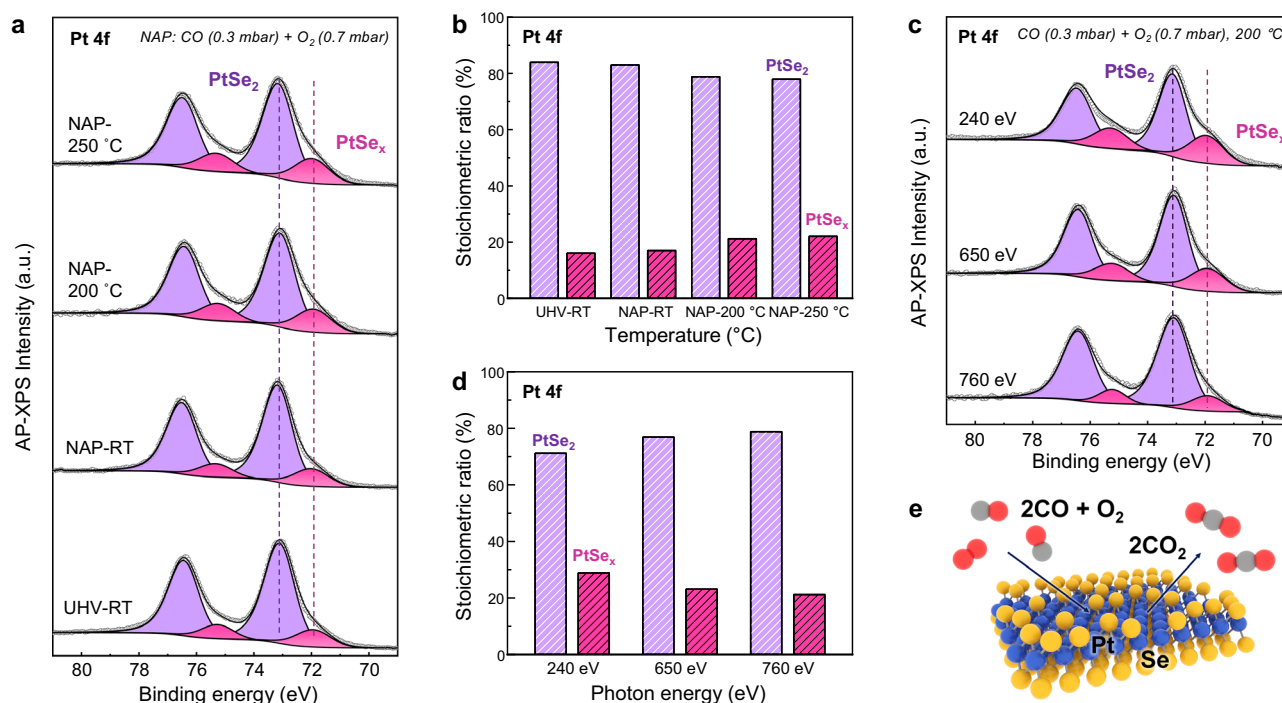 a
Pt 4f
NAP: CO (0.3 mbar) + O₂ (0.7 mbar)
PtSe₂
PtSeₓ
NAP-
250 ˚C
NAP-
200 ˚C
NAP-RT
UHV-RT
AP-XPS Intensity (a.u.)
80 78 76 74 72 70
Binding energy (eV)
b
Pt 4f
PtSe₂
PtSeₓ
Stoichiometric ratio (%)
100
80
60
40
20
0
UHV-RT NAP-RT NAP-200 °C NAP-250 °C
Temperature (°C)
c
Pt 4f
CO (0.3 mbar) + O₂ (0.7 mbar), 200 °C
PtSe₂
PtSeₓ
240 eV
650 eV
760 eV
AP-XPS Intensity (a.u.)
80 78 76 74 72 70
Binding energy (eV)
d
Pt 4f
PtSe₂
PtSeₓ
Stoichiometric ratio (%)
100
80
60
40
20
0
240 eV 650 eV 760 eV
Photon energy (eV)
e
2CO + O₂
2CO₂
Pt
Se